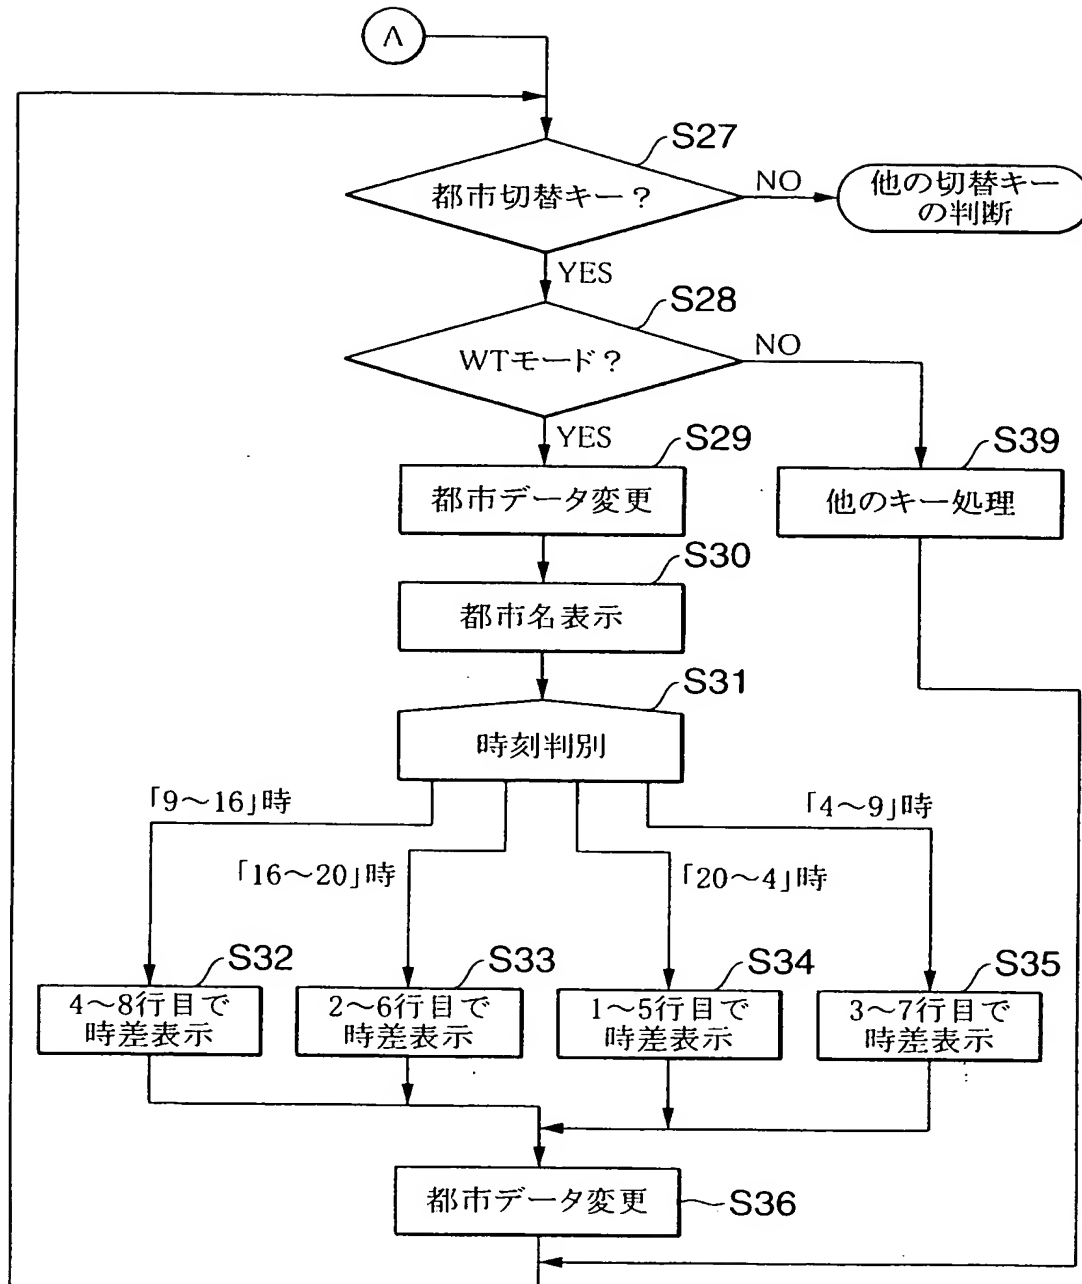 A
S27
都市切替キー？
NO
他の切替キー
の判断
YES
S28
WTモード？
NO
YES
S29
都市データ変更
S39
他のキー処理
S30
都市名表示
S31
時刻判別
「9～16」時
「4～9」時
「16～20」時
「20～4」時
S32
4～8行目で
時差表示
S33
2～6行目で
時差表示
S34
1～5行目で
時差表示
S35
3～7行目で
時差表示
都市データ変更
S36